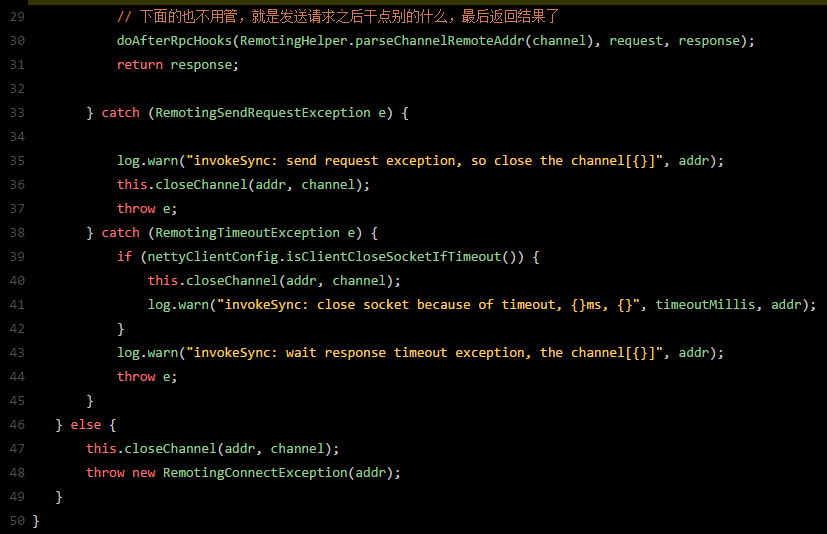 29 // 下面的也不用管，就是发送请求之后干点别的什么，最后返回结果了
30 doAfterRpcHooks(RemotingHelper.parseChannelRemoteAddr(channel), request, response);
31 return response;
32
33 } catch (RemotingSendRequestException e) {
34
35 log.warn("invokeSync: send request exception, so close the channel[{}]", addr);
36 this.closeChannel(addr, channel);
37 throw e;
38 } catch (RemotingTimeoutException e) {
39 if (nettyClientConfig.isClientCloseSocketIfTimeout()) {
40 this.closeChannel(addr, channel);
41 log.warn("invokeSync: close socket because of timeout, {}ms, {}", timeoutMillis, addr);
42 }
43 log.warn("invokeSync: wait response timeout exception, the channel[{}]", addr);
44 throw e;
45 }
46 } else {
47 this.closeChannel(addr, channel);
48 throw new RemotingConnectException(addr);
49 }
50 }